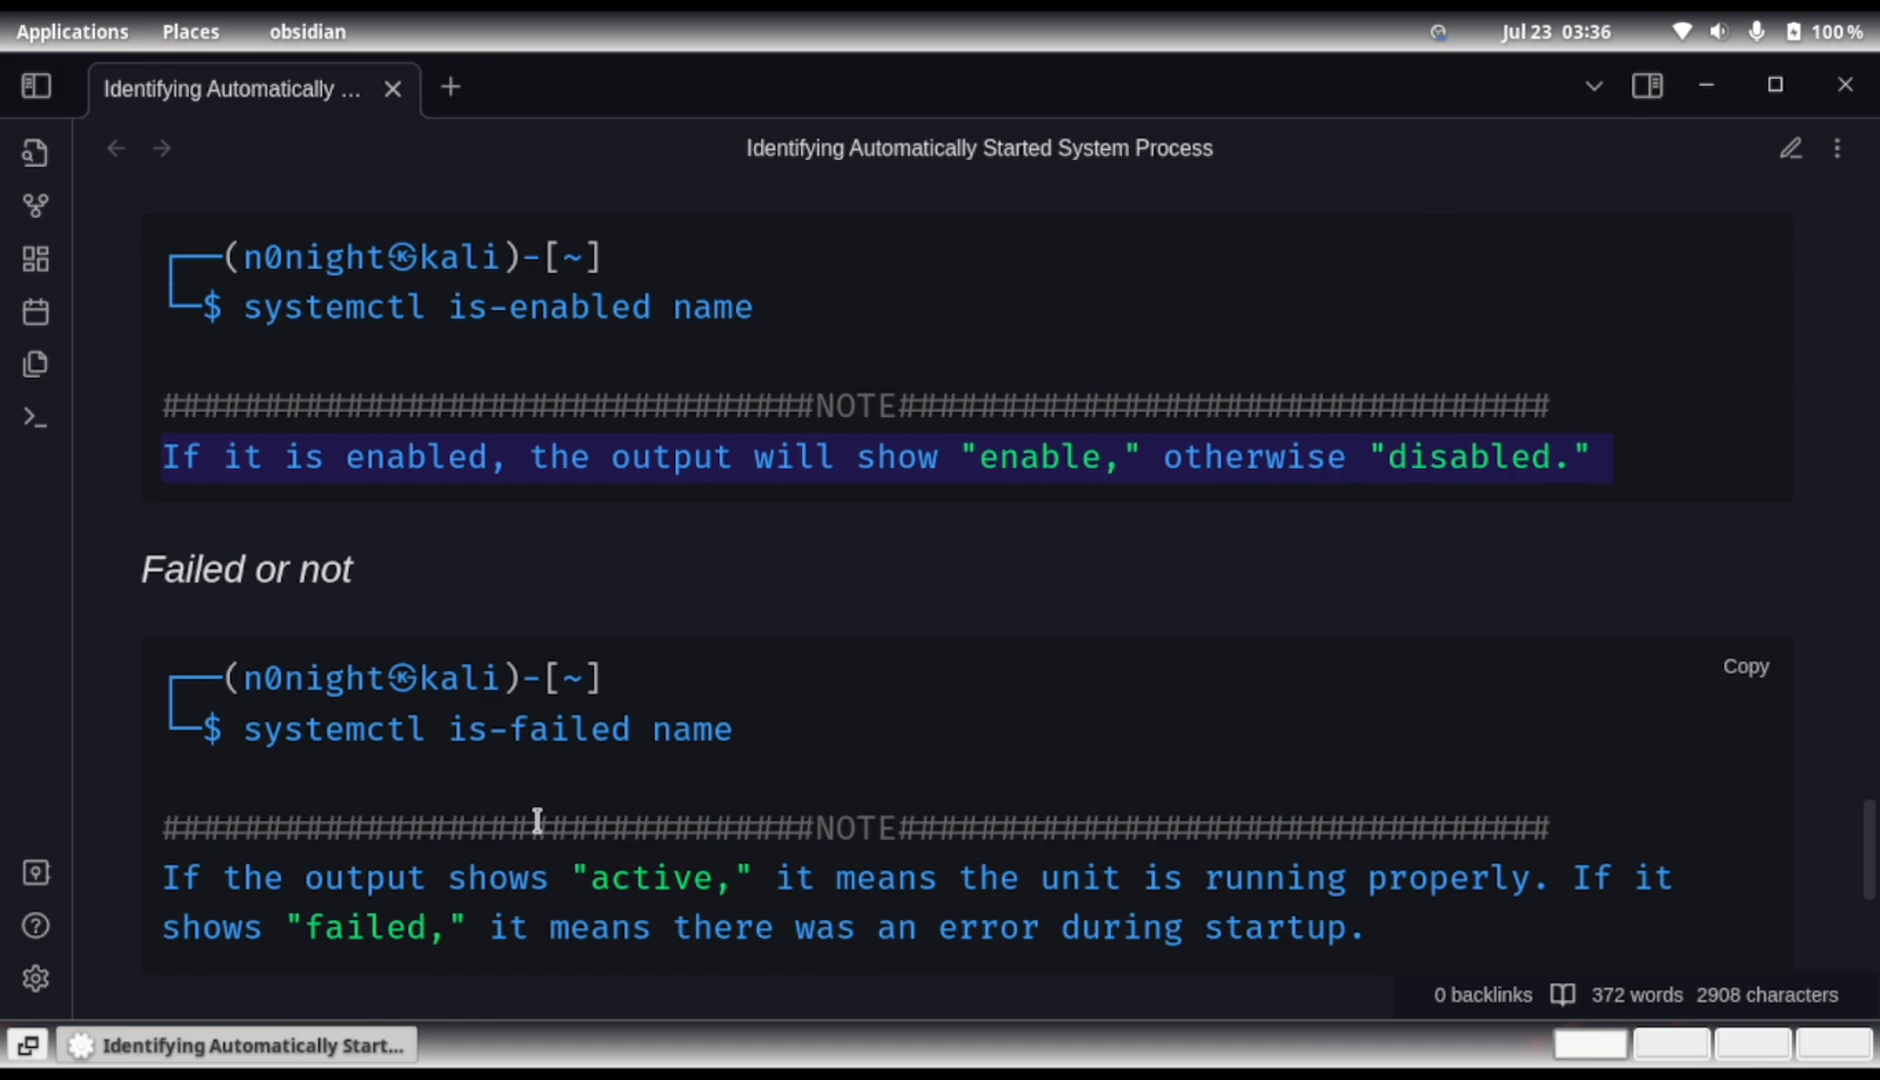 Applications Places obsidian Jul 23 03:36 100 %
Identifying Automatically ...
Identifying Automatically Started System Process
┌──(n0night㉿kali)-[~]
└─$ systemctl is-enabled name
################################NOTE################################
If it is enabled, the output will show "enable," otherwise "disabled."
Failed or not
Copy
┌──(n0night㉿kali)-[~]
└─$ systemctl is-failed name
################################NOTE################################
If the output shows "active," it means the unit is running properly. If it
shows "failed," it means there was an error during startup.
0 backlinks 372 words 2908 characters
Identifying Automatically Start...